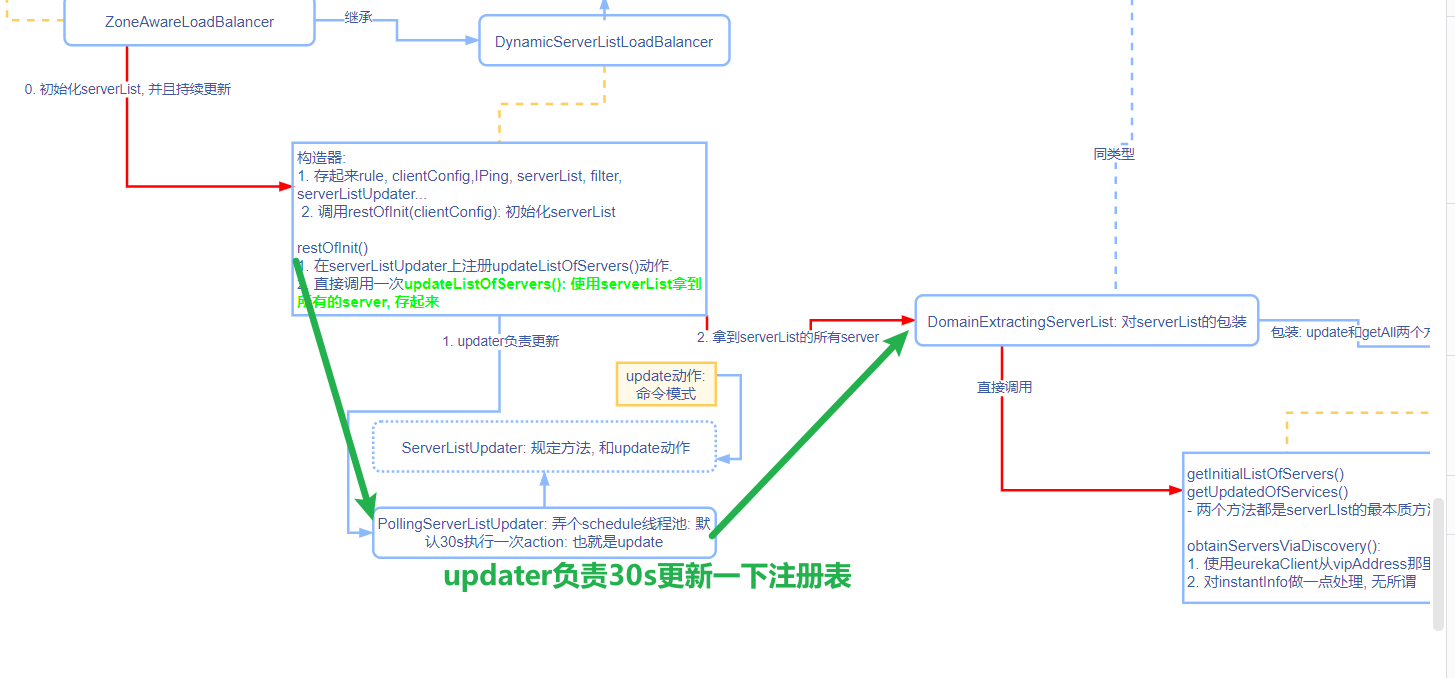 ZoneAwareLoadBalancer
继承
DynamicServerListLoadBalancer
0. 初始化serverList, 并且持续更新
构造器:
1. 存起来rule, clientConfig,IPing, serverList, filter,
serverListUpdater...
2. 调用restOfInit(clientConfig): 初始化serverList
restOfInit()
1. 在serverListUpdater上注册updateListOfServers()动作.
2. 直接调用一次updateListOfServers(): 使用serverList拿到
所有的server, 存起来
同类型
1. updater负责更新
2. 拿到serverList的所有server
DomainExtractingServerList: 对serverList的包装
包装: update和getAll两个方
update动作:
命令模式
直接调用
ServerListUpdater: 规定方法, 和update动作
PollingServerListUpdater: 弄个schedule线程池: 默
认30s执行一次action: 也就是update
updater负责30s更新一下注册表
getInitialListOfServers()
getUpdatedOfServices()
- 两个方法都是serverLIst的最本质方法
obtainServersViaDiscovery():
1. 使用eurekaClient从vipAddress那里
2. 对instantInfo做一点处理, 无所谓